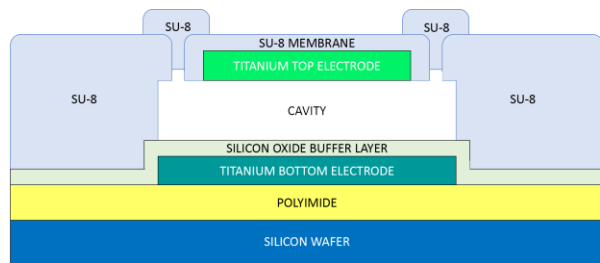 SU-8
SU-8
SU-8 MEMBRANE
TITANIUM TOP ELECTRODE
SU-8
SU-8
CAVITY
SILICON OXIDE BUFFER LAYER
TITANIUM BOTTOM ELECTRODE
POLYIMIDE
SILICON WAFER